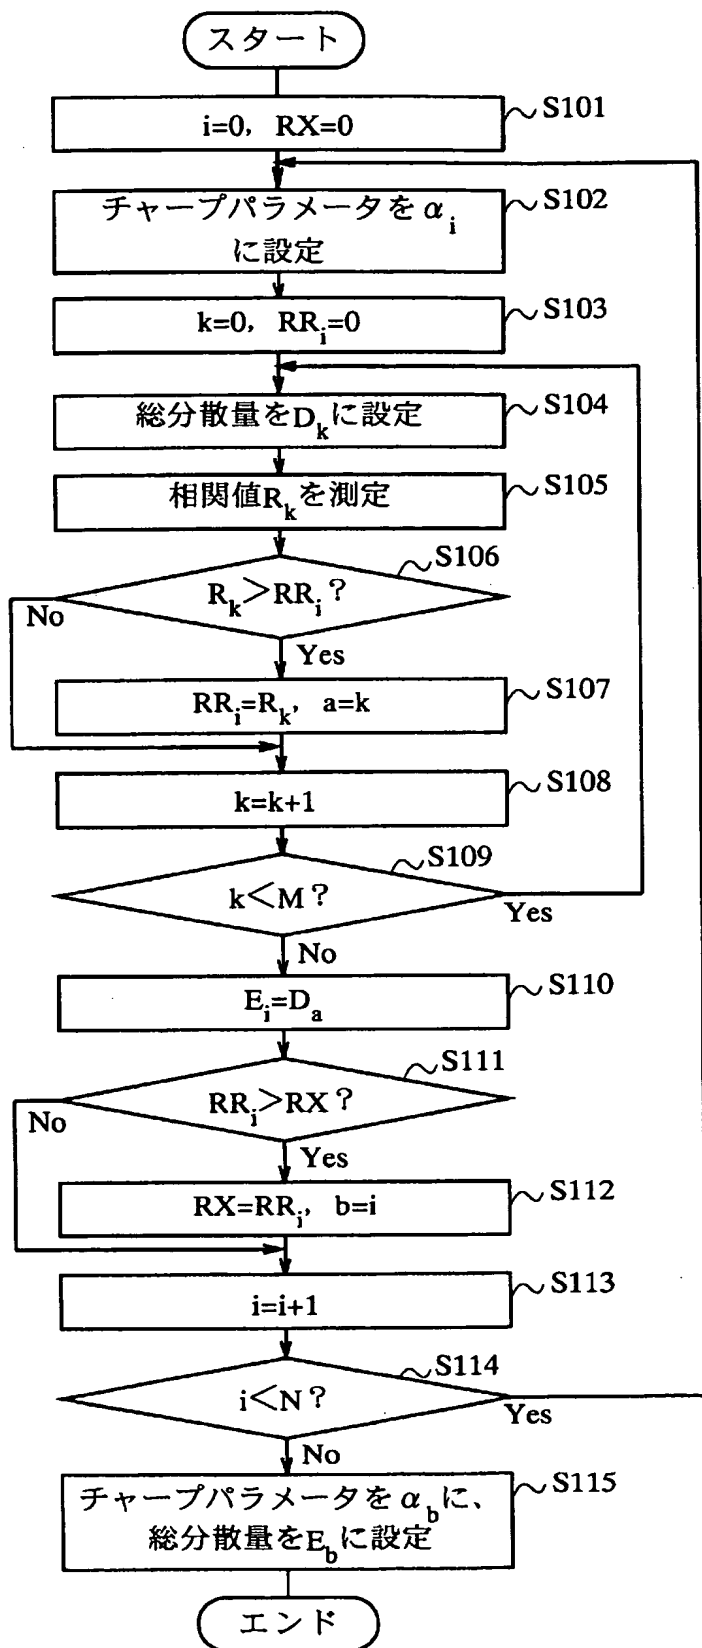 スタート
i=0, RX=0
S101
チャープパラメータをα_i
に設定
S102
k=0, RR_i=0
S103
総分散量をD_kに設定
S104
相関値R_kを測定
S105
R_k>RR_i?
S106
No
Yes
RR_i=R_k, a=k
S107
k=k+1
S108
k<M?
S109
Yes
No
E_i=D_a
S110
RR_i>RX?
S111
No
Yes
RX=RR_i, b=i
S112
i=i+1
S113
i<N?
S114
Yes
No
チャープパラメータをα_bに、
総分散量をE_bに設定
S115
エンド